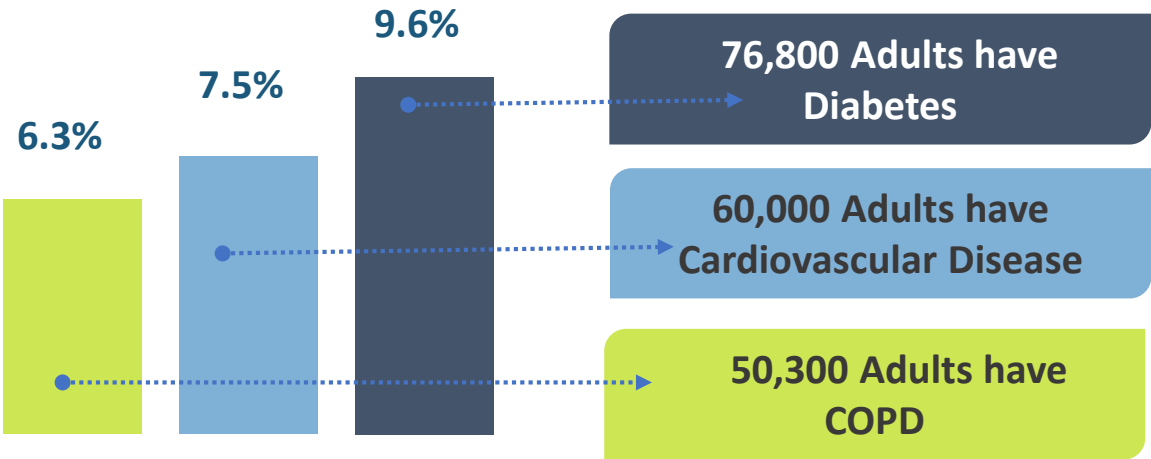 9.6%
7.5%
6.3%
76,800 Adults have
Diabetes
60,000 Adults have
Cardiovascular Disease
50,300 Adults have
COPD